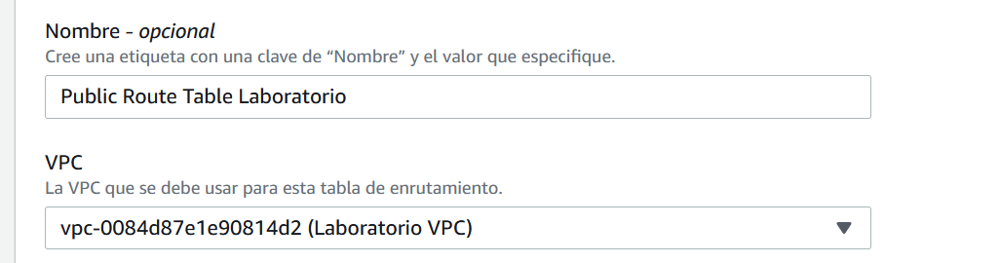 Nombre - opcional
Cree una etiqueta con una clave de “Nombre” y el valor que especifique.
Public Route Table Laboratorio
VPC
La VPC que se debe usar para esta tabla de enrutamiento.
vpc-0084d87e1e90814d2 (Laboratorio VPC)